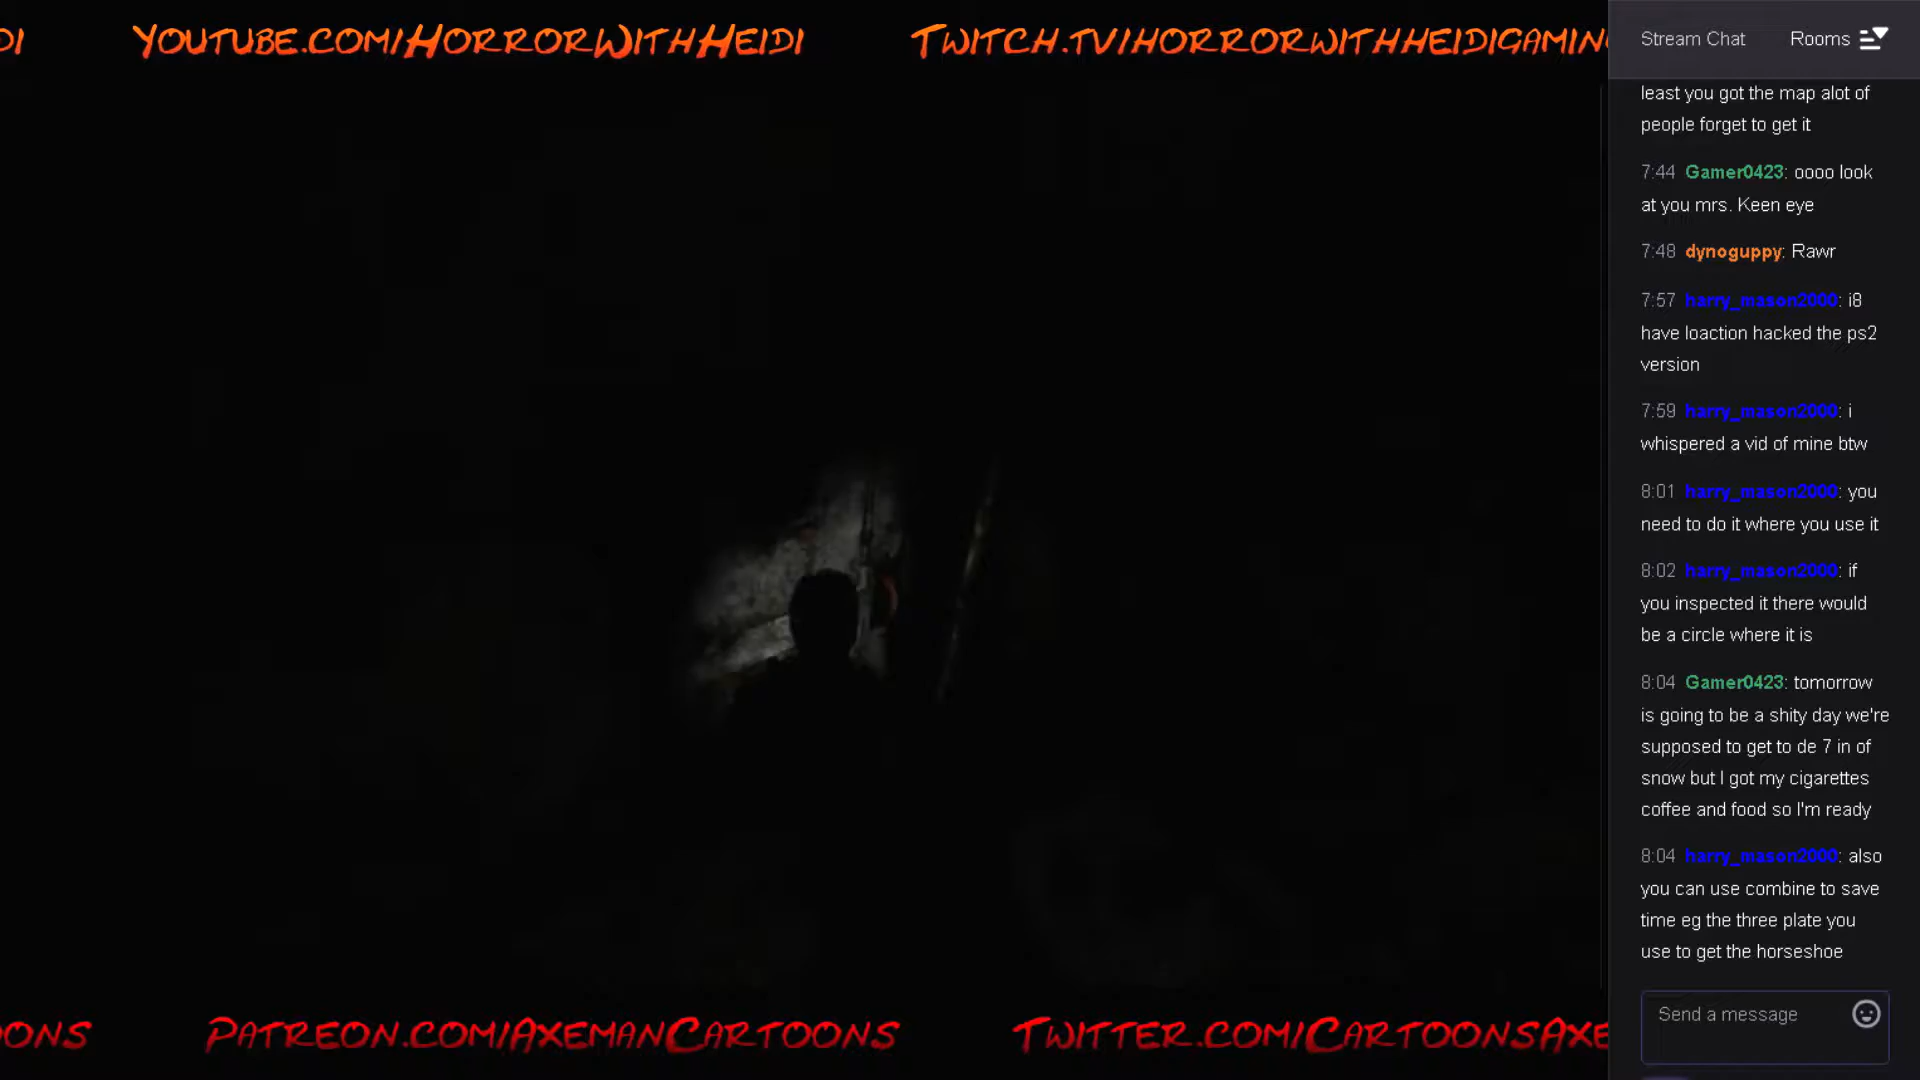 DI YOUTUBE.COM/HORRORWITHHEIDI TWITCH.TV/HORRORWITHHEIDIGAMING
Stream Chat Rooms
least you got the map alot of
people forget to get it
7:44 Gamer0423: oooo look
at you mrs. Keen eye
7:48 dynoguppy: Rawr
7:57 harry_mason2000: i8
have loaction hacked the ps2
version
7:59 harry_mason2000: i
whispered a vid of mine btw
8:01 harry_mason2000: you
need to do it where you use it
8:02 harry_mason2000: if
you inspected it there would
be a circle where it is
8:04 Gamer0423: tomorrow
is going to be a shity day we're
supposed to get to de 7 in of
snow but I got my cigarettes
coffee and food so I'm ready
8:04 harry_mason2000: also
you can use combine to save
time eg the three plate you
use to get the horseshoe
Send a message
OONS PATREON.COM/AXEMANCARTOONS TWITTER.COM/CARTOONSAXE